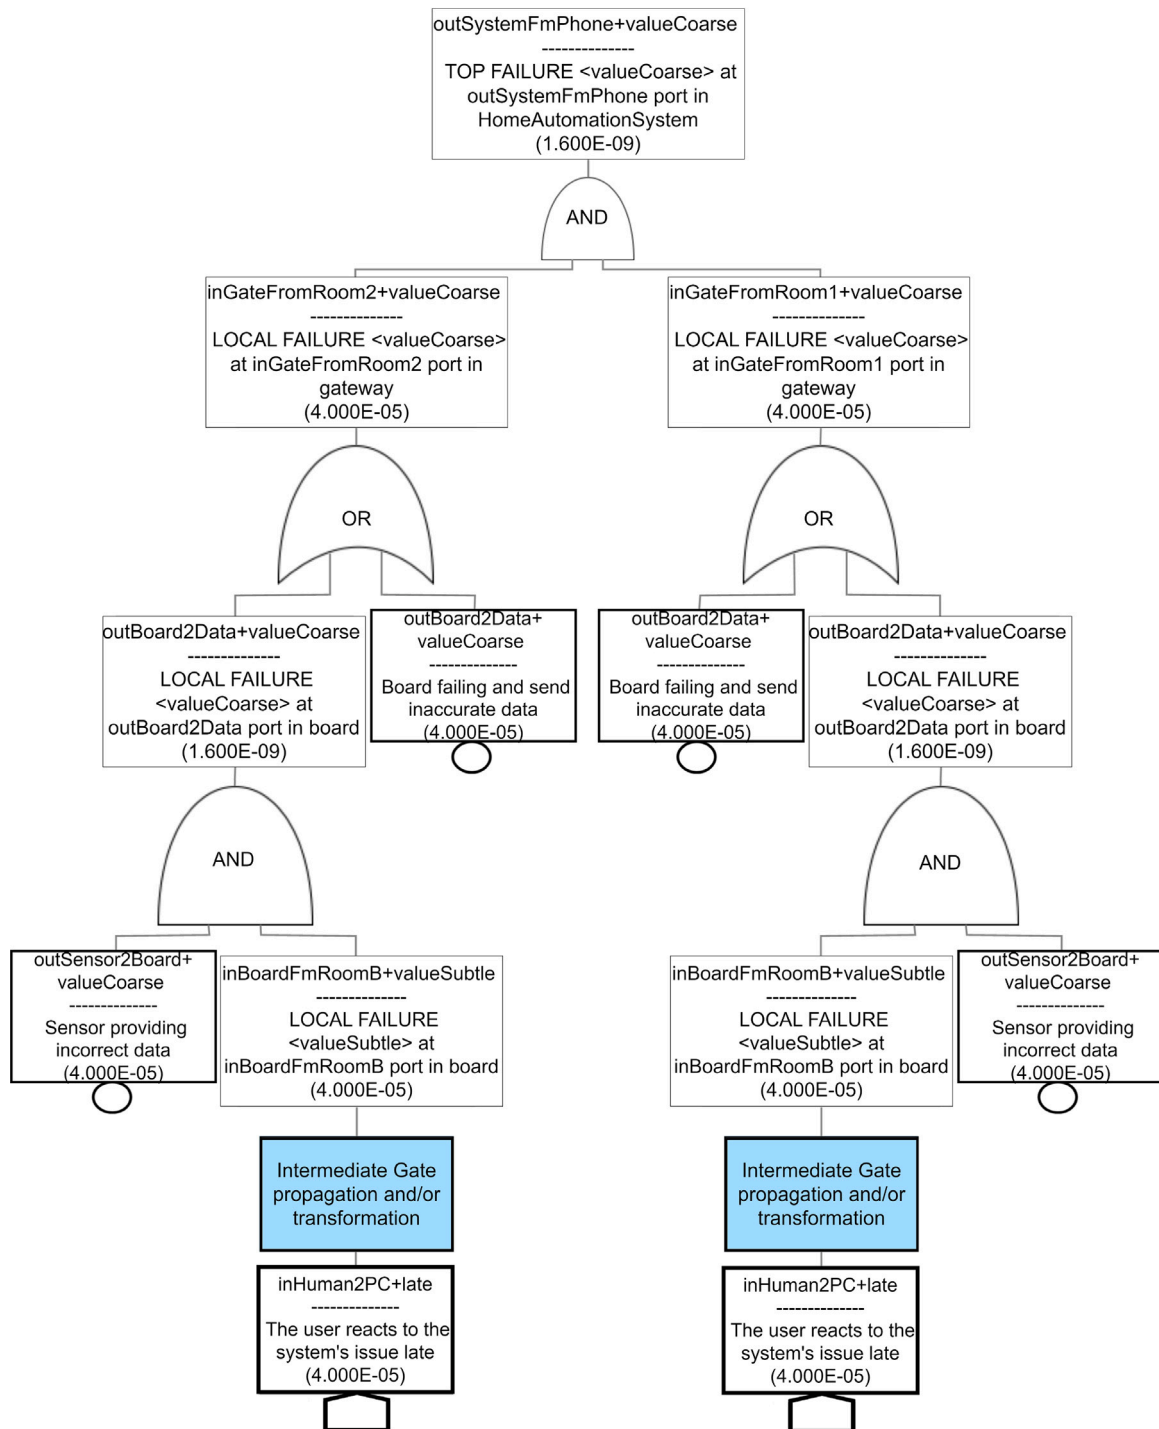 outSystemFmPhone+valueCoarse
--------------
TOP FAILURE <valueCoarse> at
outSystemFmPhone port in
HomeAutomationSystem
(1.600E-09)
AND
inGateFromRoom2+valueCoarse
--------------
LOCAL FAILURE <valueCoarse>
at inGateFromRoom2 port in
gateway
(4.000E-05)
inGateFromRoom1+valueCoarse
--------------
LOCAL FAILURE <valueCoarse>
at inGateFromRoom1 port in
gateway
(4.000E-05)
OR
OR
outBoard2Data+valueCoarse
--------------
LOCAL FAILURE
<valueCoarse> at
outBoard2Data port in board
(1.600E-09)
outBoard2Data+
valueCoarse
--------------
Board failing and send
inaccurate data
(4.000E-05)
outBoard2Data+
valueCoarse
--------------
Board failing and send
inaccurate data
(4.000E-05)
outBoard2Data+valueCoarse
--------------
LOCAL FAILURE
<valueCoarse> at
outBoard2Data port in board
(1.600E-09)
AND
AND
outSensor2Board+
valueCoarse
--------------
Sensor providing
incorrect data
(4.000E-05)
inBoardFmRoomB+valueSubtle
--------------
LOCAL FAILURE
<valueSubtle> at
inBoardFmRoomB port in board
(4.000E-05)
inBoardFmRoomB+valueSubtle
--------------
LOCAL FAILURE
<valueSubtle> at
inBoardFmRoomB port in board
(4.000E-05)
outSensor2Board+
valueCoarse
--------------
Sensor providing
incorrect data
(4.000E-05)
Intermediate Gate
propagation and/or
transformation
Intermediate Gate
propagation and/or
transformation
inHuman2PC+late
--------------
The user reacts to the
system's issue late
(4.000E-05)
inHuman2PC+late
--------------
The user reacts to the
system's issue late
(4.000E-05)